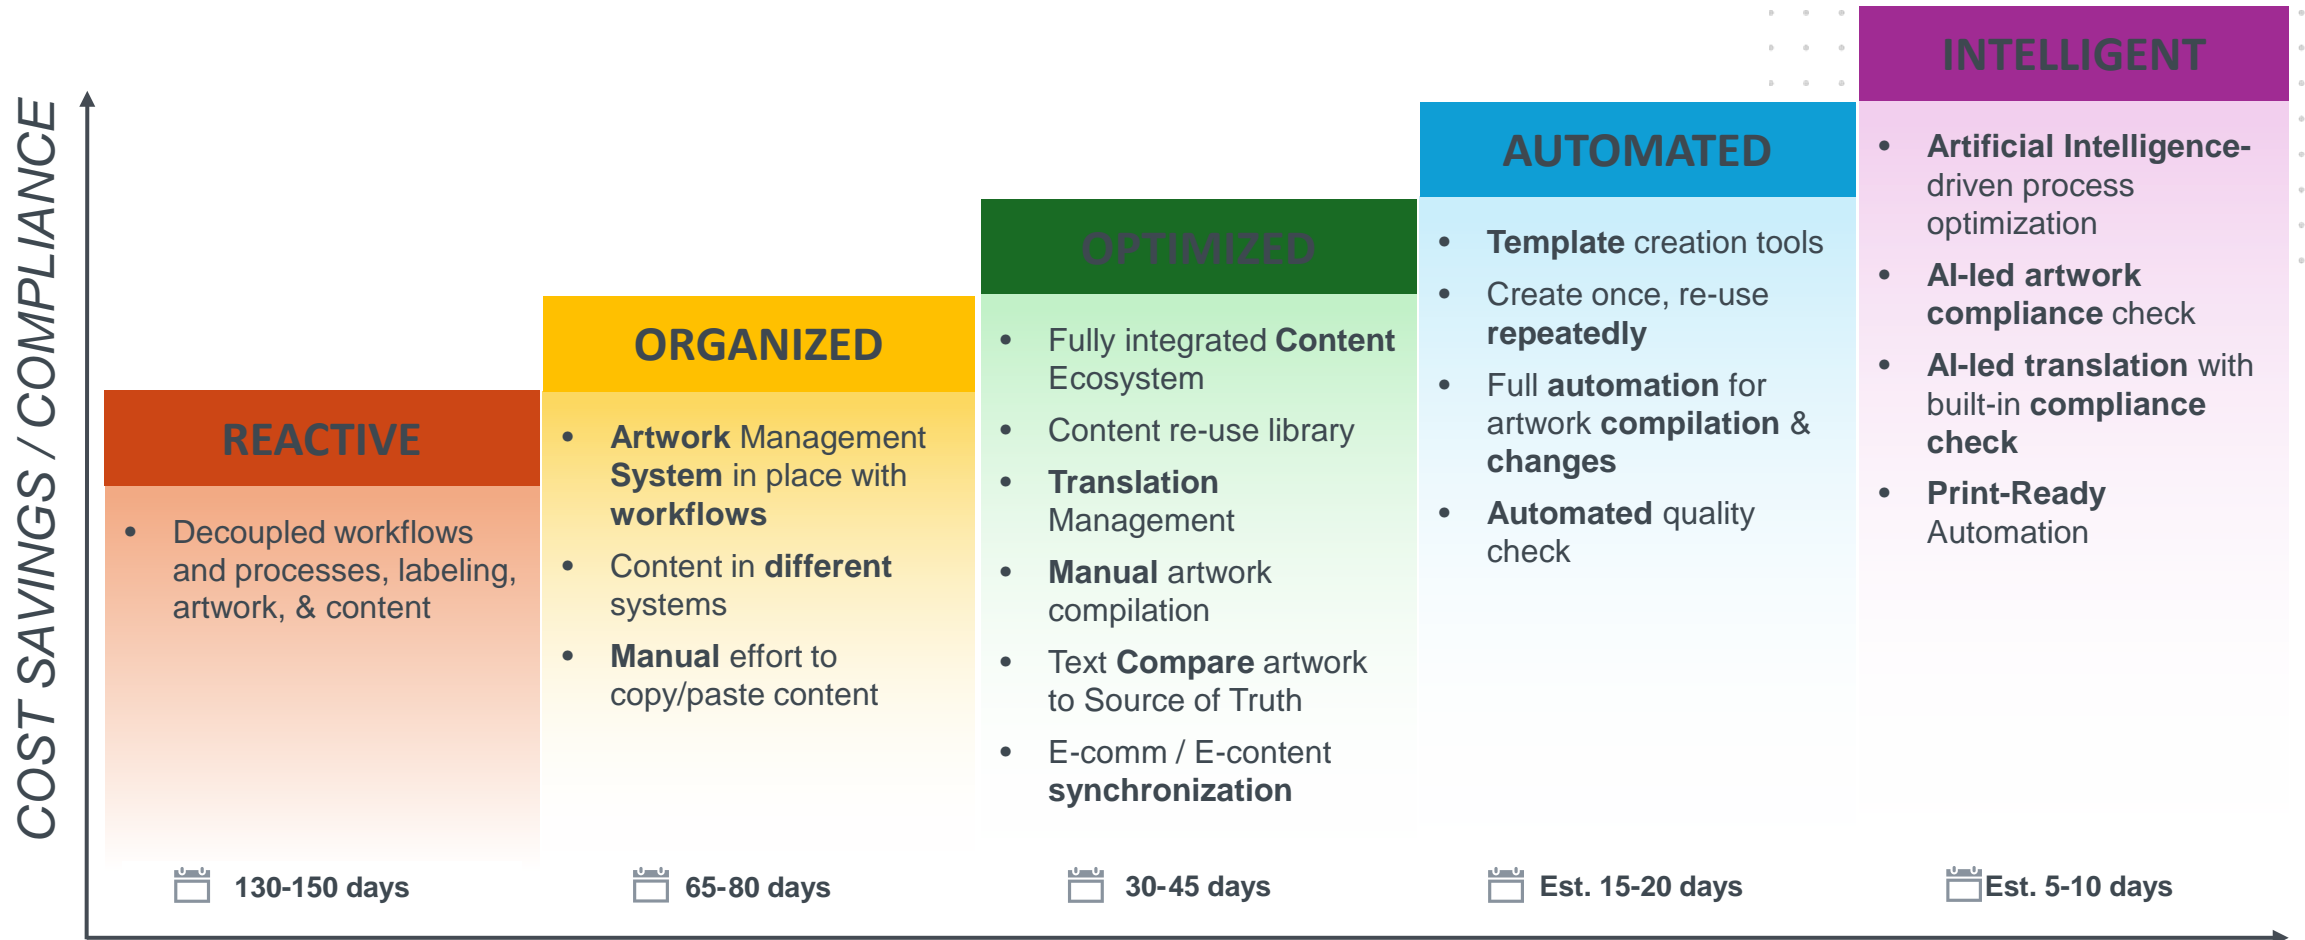 COST SAVINGS / COMPLIANCE
REACTIVE
• Decoupled workflows
and processes, labeling,
artwork, & content
130-150 days
ORGANIZED
• Artwork Management
System in place with
workflows
• Content in different
systems
• Manual effort to
copy/paste content
65-80 days
OPTIMIZED
• Fully integrated Content
Ecosystem
• Content re-use library
• Translation
Management
• Manual artwork
compilation
• Text Compare artwork
to Source of Truth
• E-comm / E-content
synchronization
30-45 days
AUTOMATED
• Template creation tools
• Create once, re-use
repeatedly
• Full automation for
artwork compilation &
changes
• Automated quality
check
Est. 15-20 days
INTELLIGENT
• Artificial Intelligence-
driven process
optimization
• AI-led artwork
compliance check
• AI-led translation with
built-in compliance
check
• Print-Ready
Automation
Est. 5-10 days